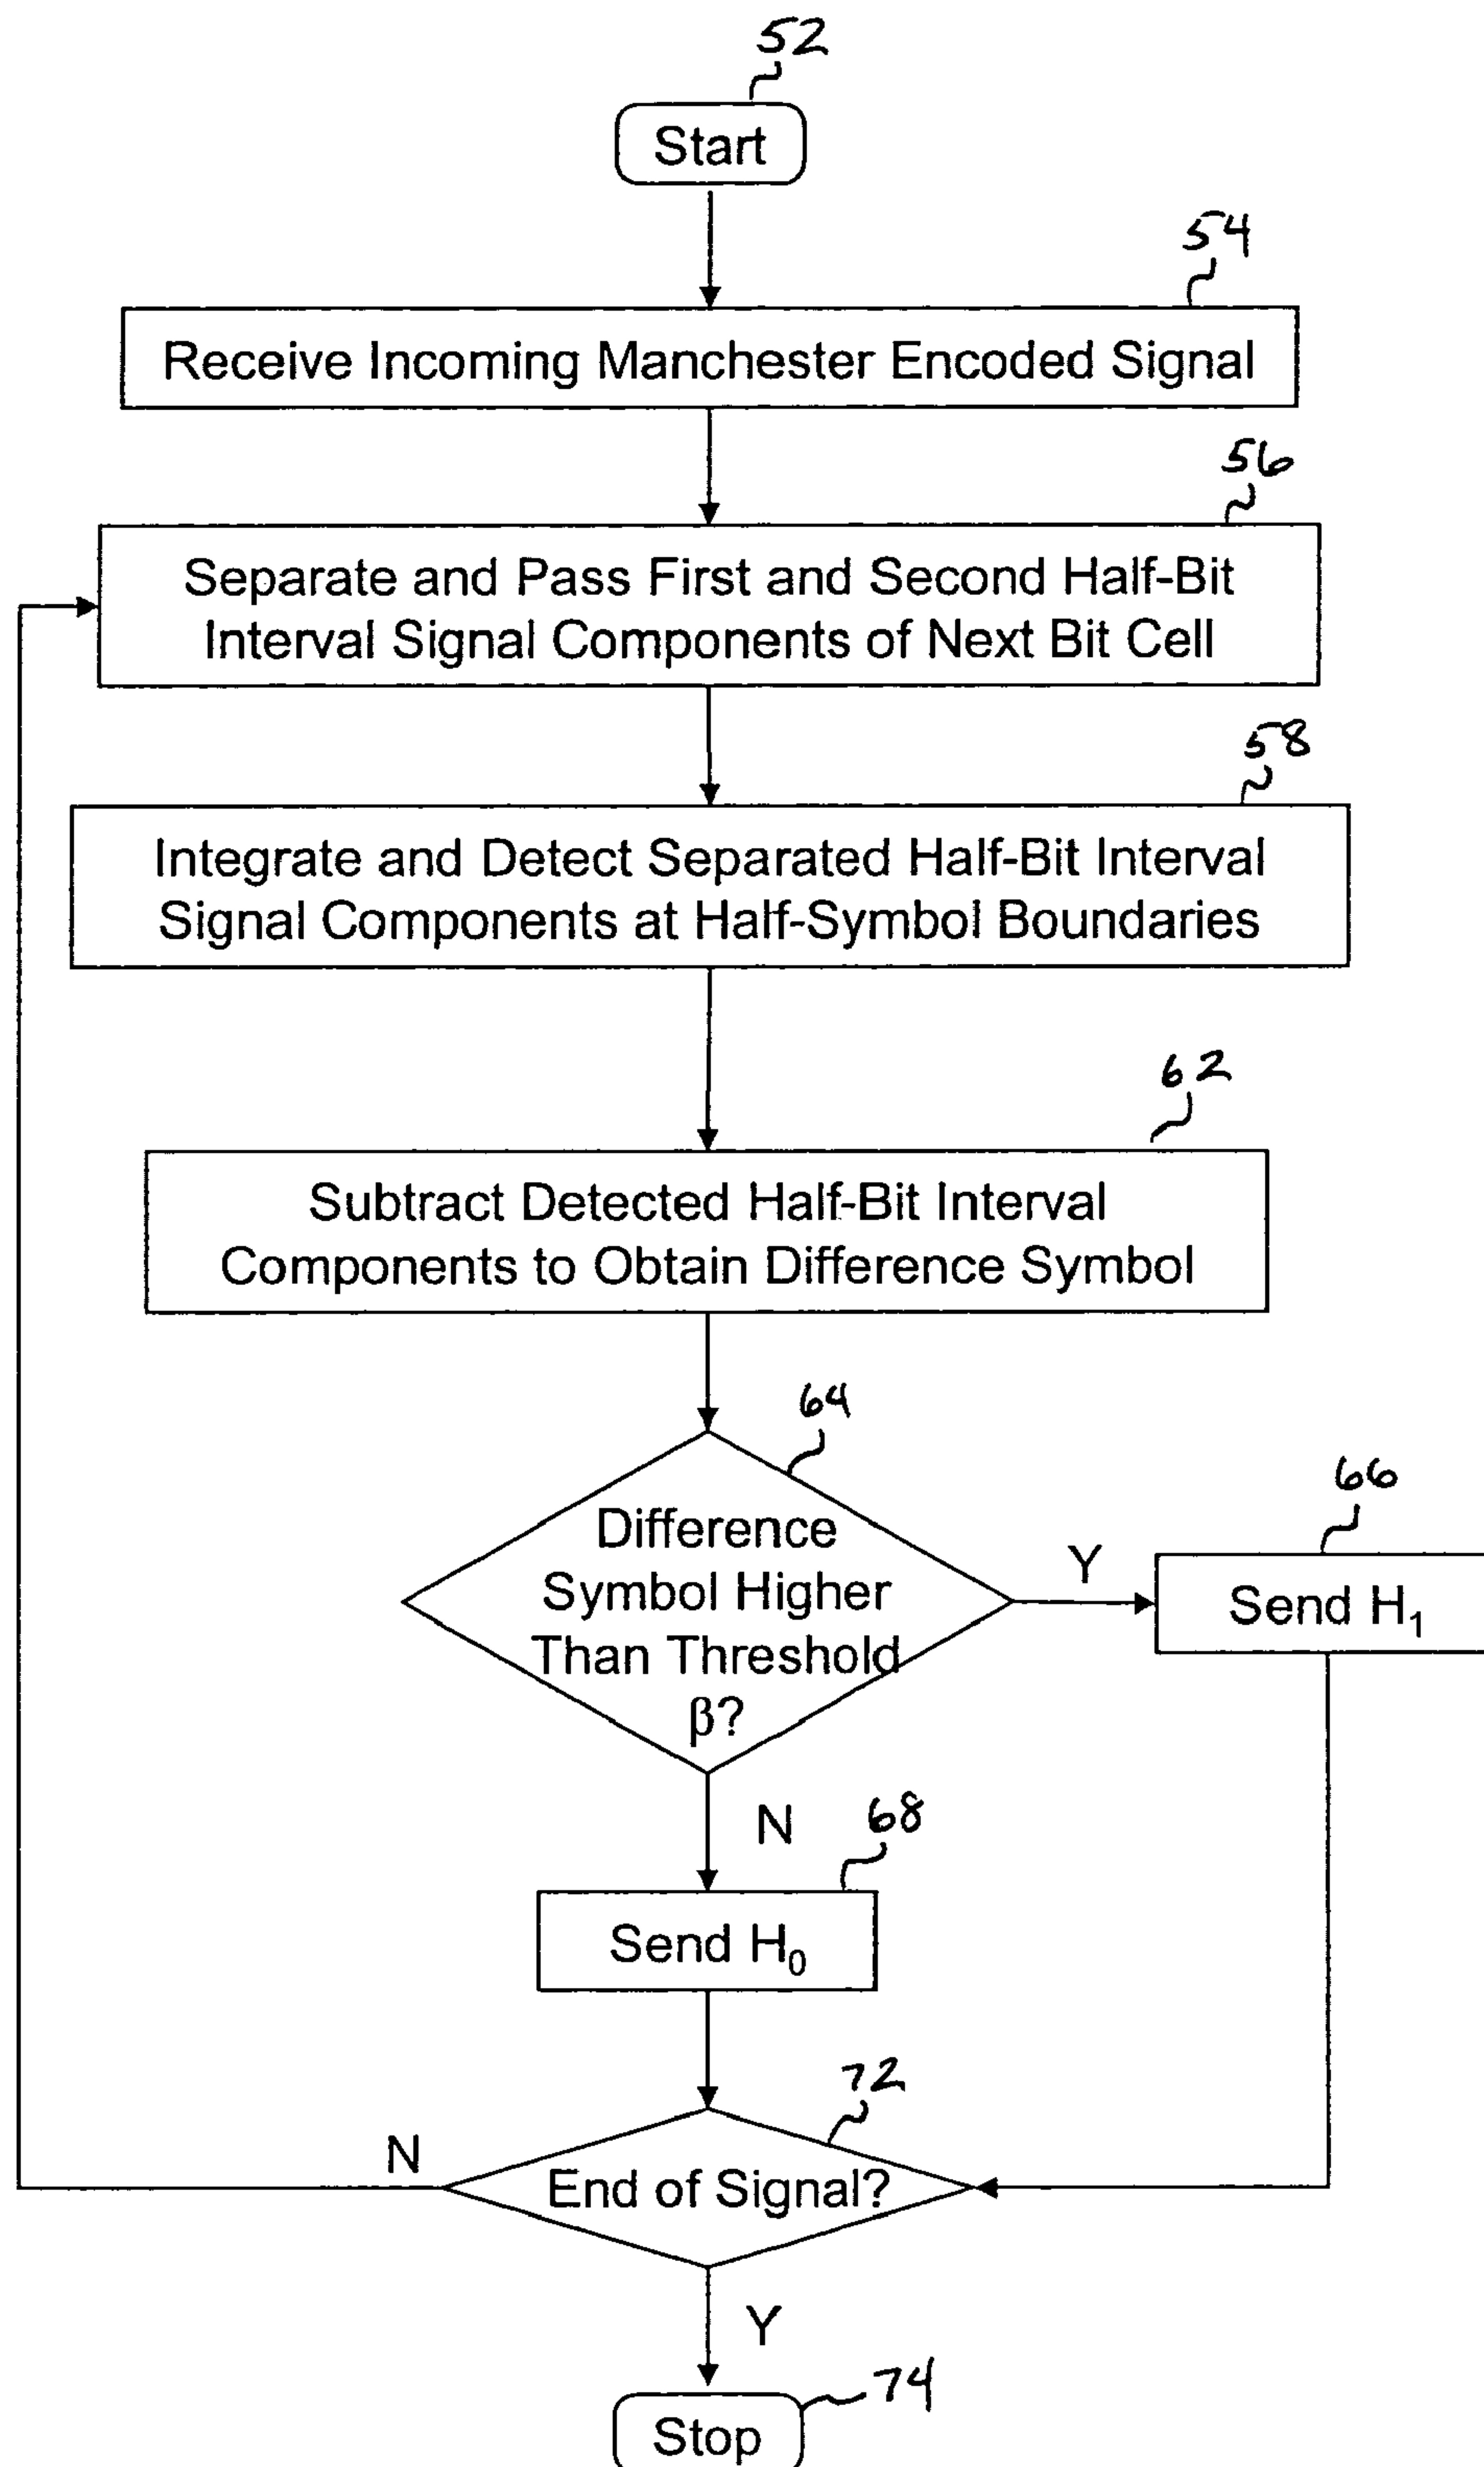 52
Start
54
Receive Incoming Manchester Encoded Signal
56
Separate and Pass First and Second Half-Bit
Interval Signal Components of Next Bit Cell
58
Integrate and Detect Separated Half-Bit Interval
Signal Components at Half-Symbol Boundaries
62
Subtract Detected Half-Bit Interval
Components to Obtain Difference Symbol
64
Difference
Symbol Higher
Than Threshold
β?
Y
66
Send H₁
N
68
Send H₀
72
End of Signal?
N
Y
74
Stop